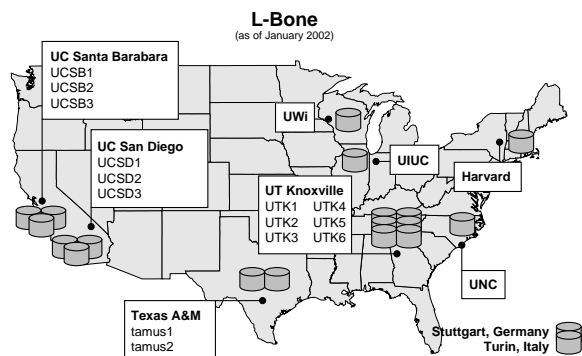 L-Bone
(as of January 2002)
UC Santa Barabara
UCSB1
UCSB2
UCSB3
UWi
UC San Diego
UCSD1
UCSD2
UCSD3
UIUC
Harvard
UT Knoxville
UTK1 UTK4
UTK2 UTK5
UTK3 UTK6
UNC
Texas A&M
tamus1
tamus2
Stuttgart, Germany
Turin, Italy